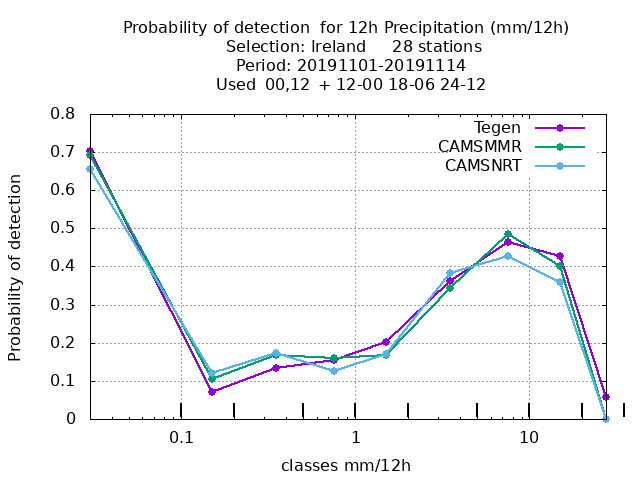 Probability of detection  for 12h Precipitation (mm/12h)
Selection: Ireland     28 stations
Period: 20191101-20191114
Used  00,12  + 12-00 18-06 24-12
Tegen
CAMSMMR
CAMSNRT
Probability of detection
0.8
0.7
0.6
0.5
0.4
0.3
0.2
0.1
0
0.1 1 10
classes mm/12h